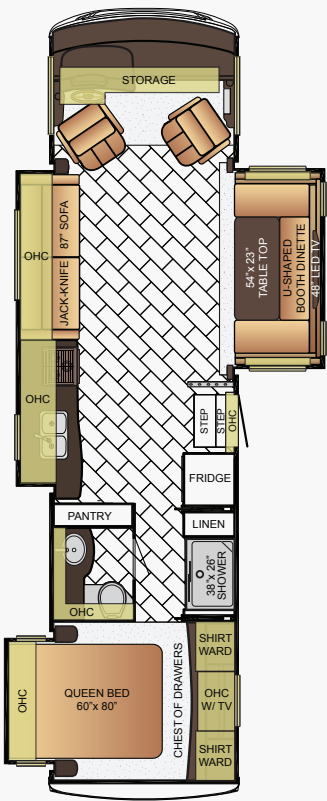 STORAGE
OHC
87" SOFA
JACK-KNIFE
54"x 23"
TABLE TOP
U-SHAPED
BOOTH DINETTE
48" LED TV
OHC
STEP
STEP
OHC
FRIDGE
PANTRY
LINEN
38"x 26"
SHOWER
OHC
OHC
QUEEN BED
60"x 80"
CHEST OF DRAWERS
SHIRT
WARD
OHC
W/ TV
SHIRT
WARD